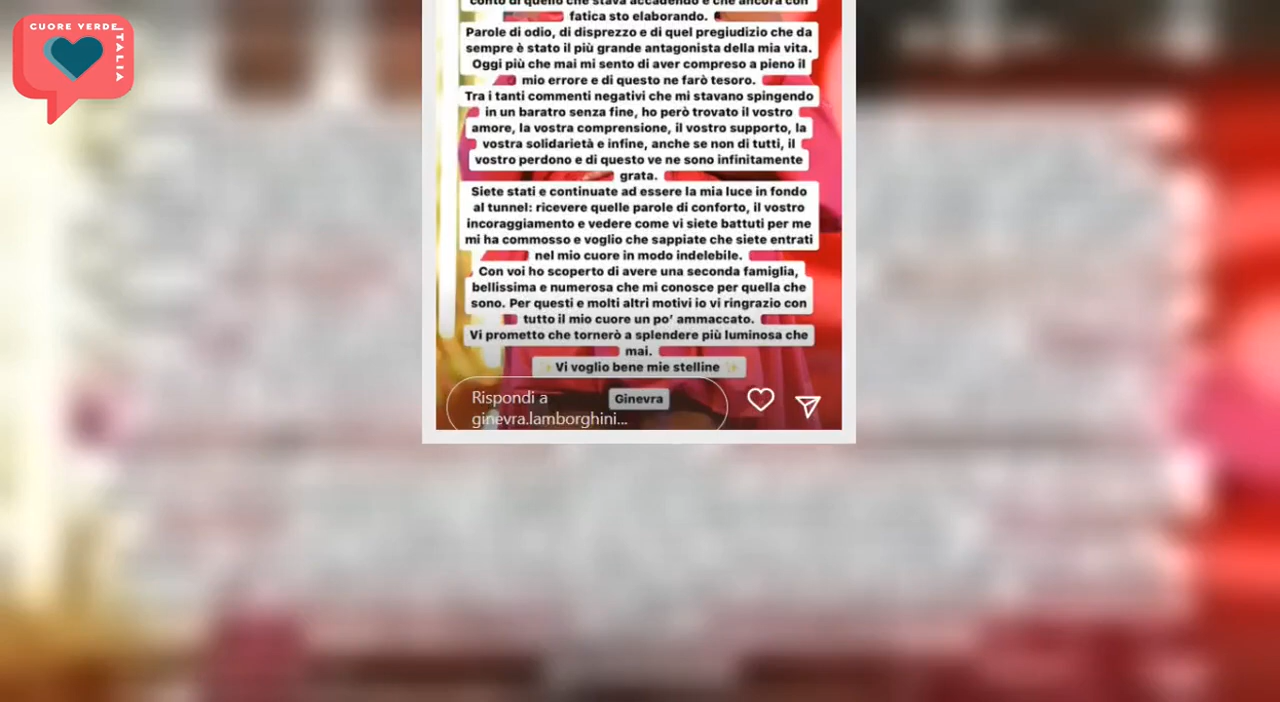 CUORE VERDE
ITALIA
conto di quello che stava accadendo e che ancora con
fatica sto elaborando.
Parole di odio, di disprezzo e di quel pregiudizio che da
sempre è stato il più grande antagonista della mia vita.
Oggi più che mai mi sento di aver compreso a pieno il
mio errore e di questo ne farò tesoro.
Tra i tanti commenti negativi che mi stavano spingendo
in un baratro senza fine, ho però trovato il vostro
amore, la vostra comprensione, il vostro supporto, la
vostra solidarietà e infine, anche se non di tutti, il
vostro perdono e di questo ve ne sono infinitamente
grata.
Siete stati e continuate ad essere la mia luce in fondo
al tunnel: ricevere quelle parole di conforto, il vostro
incoraggiamento e vedere come vi siete battuti per me
mi ha commosso e voglio che sappiate che siete entrati
nel mio cuore in modo indelebile.
Con voi ho scoperto di avere una seconda famiglia,
bellissima e numerosa che mi conosce per quella che
sono. Per questi e molti altri motivi io vi ringrazio con
tutto il mio cuore un po' ammaccato.
Vi prometto che tornerò a splendere più luminosa che
mai.
✨ Vi voglio bene mie stelline ✨
Ginevra
Rispondi a
ginevra.lamborghini...